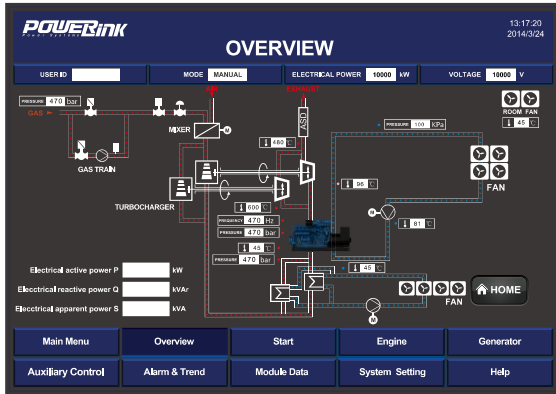 POWERLINK
Power Systems
13:17:20
2014/3/24
OVERVIEW
USER ID
MODE MANUAL
ELECTRICAL POWER 10000 kW
VOLTAGE 10000 V
PRESSURE 470 bar
GAS
GAS TRAIN
AIR
EXHAUST
MIXER
M
ASD
480 °C
TURBOCHARGER
600 °C
FREQUENCY 470 Hz
PRESSURE 470 bar
45 °C
PRESSURE 470 bar
PRESSURE 100 KPa
96 °C
M
81 °C
45 °C
M
ROOM FAN
45 °C
FAN
FAN
HOME
Electrical active power P kW
Elecctrical reactive power Q kVAr
Elecctrical apparent power S kVA
Main Menu
Overview
Start
Engine
Generator
Auxiliary Control
Alarm & Trend
Module Data
System Setting
Help